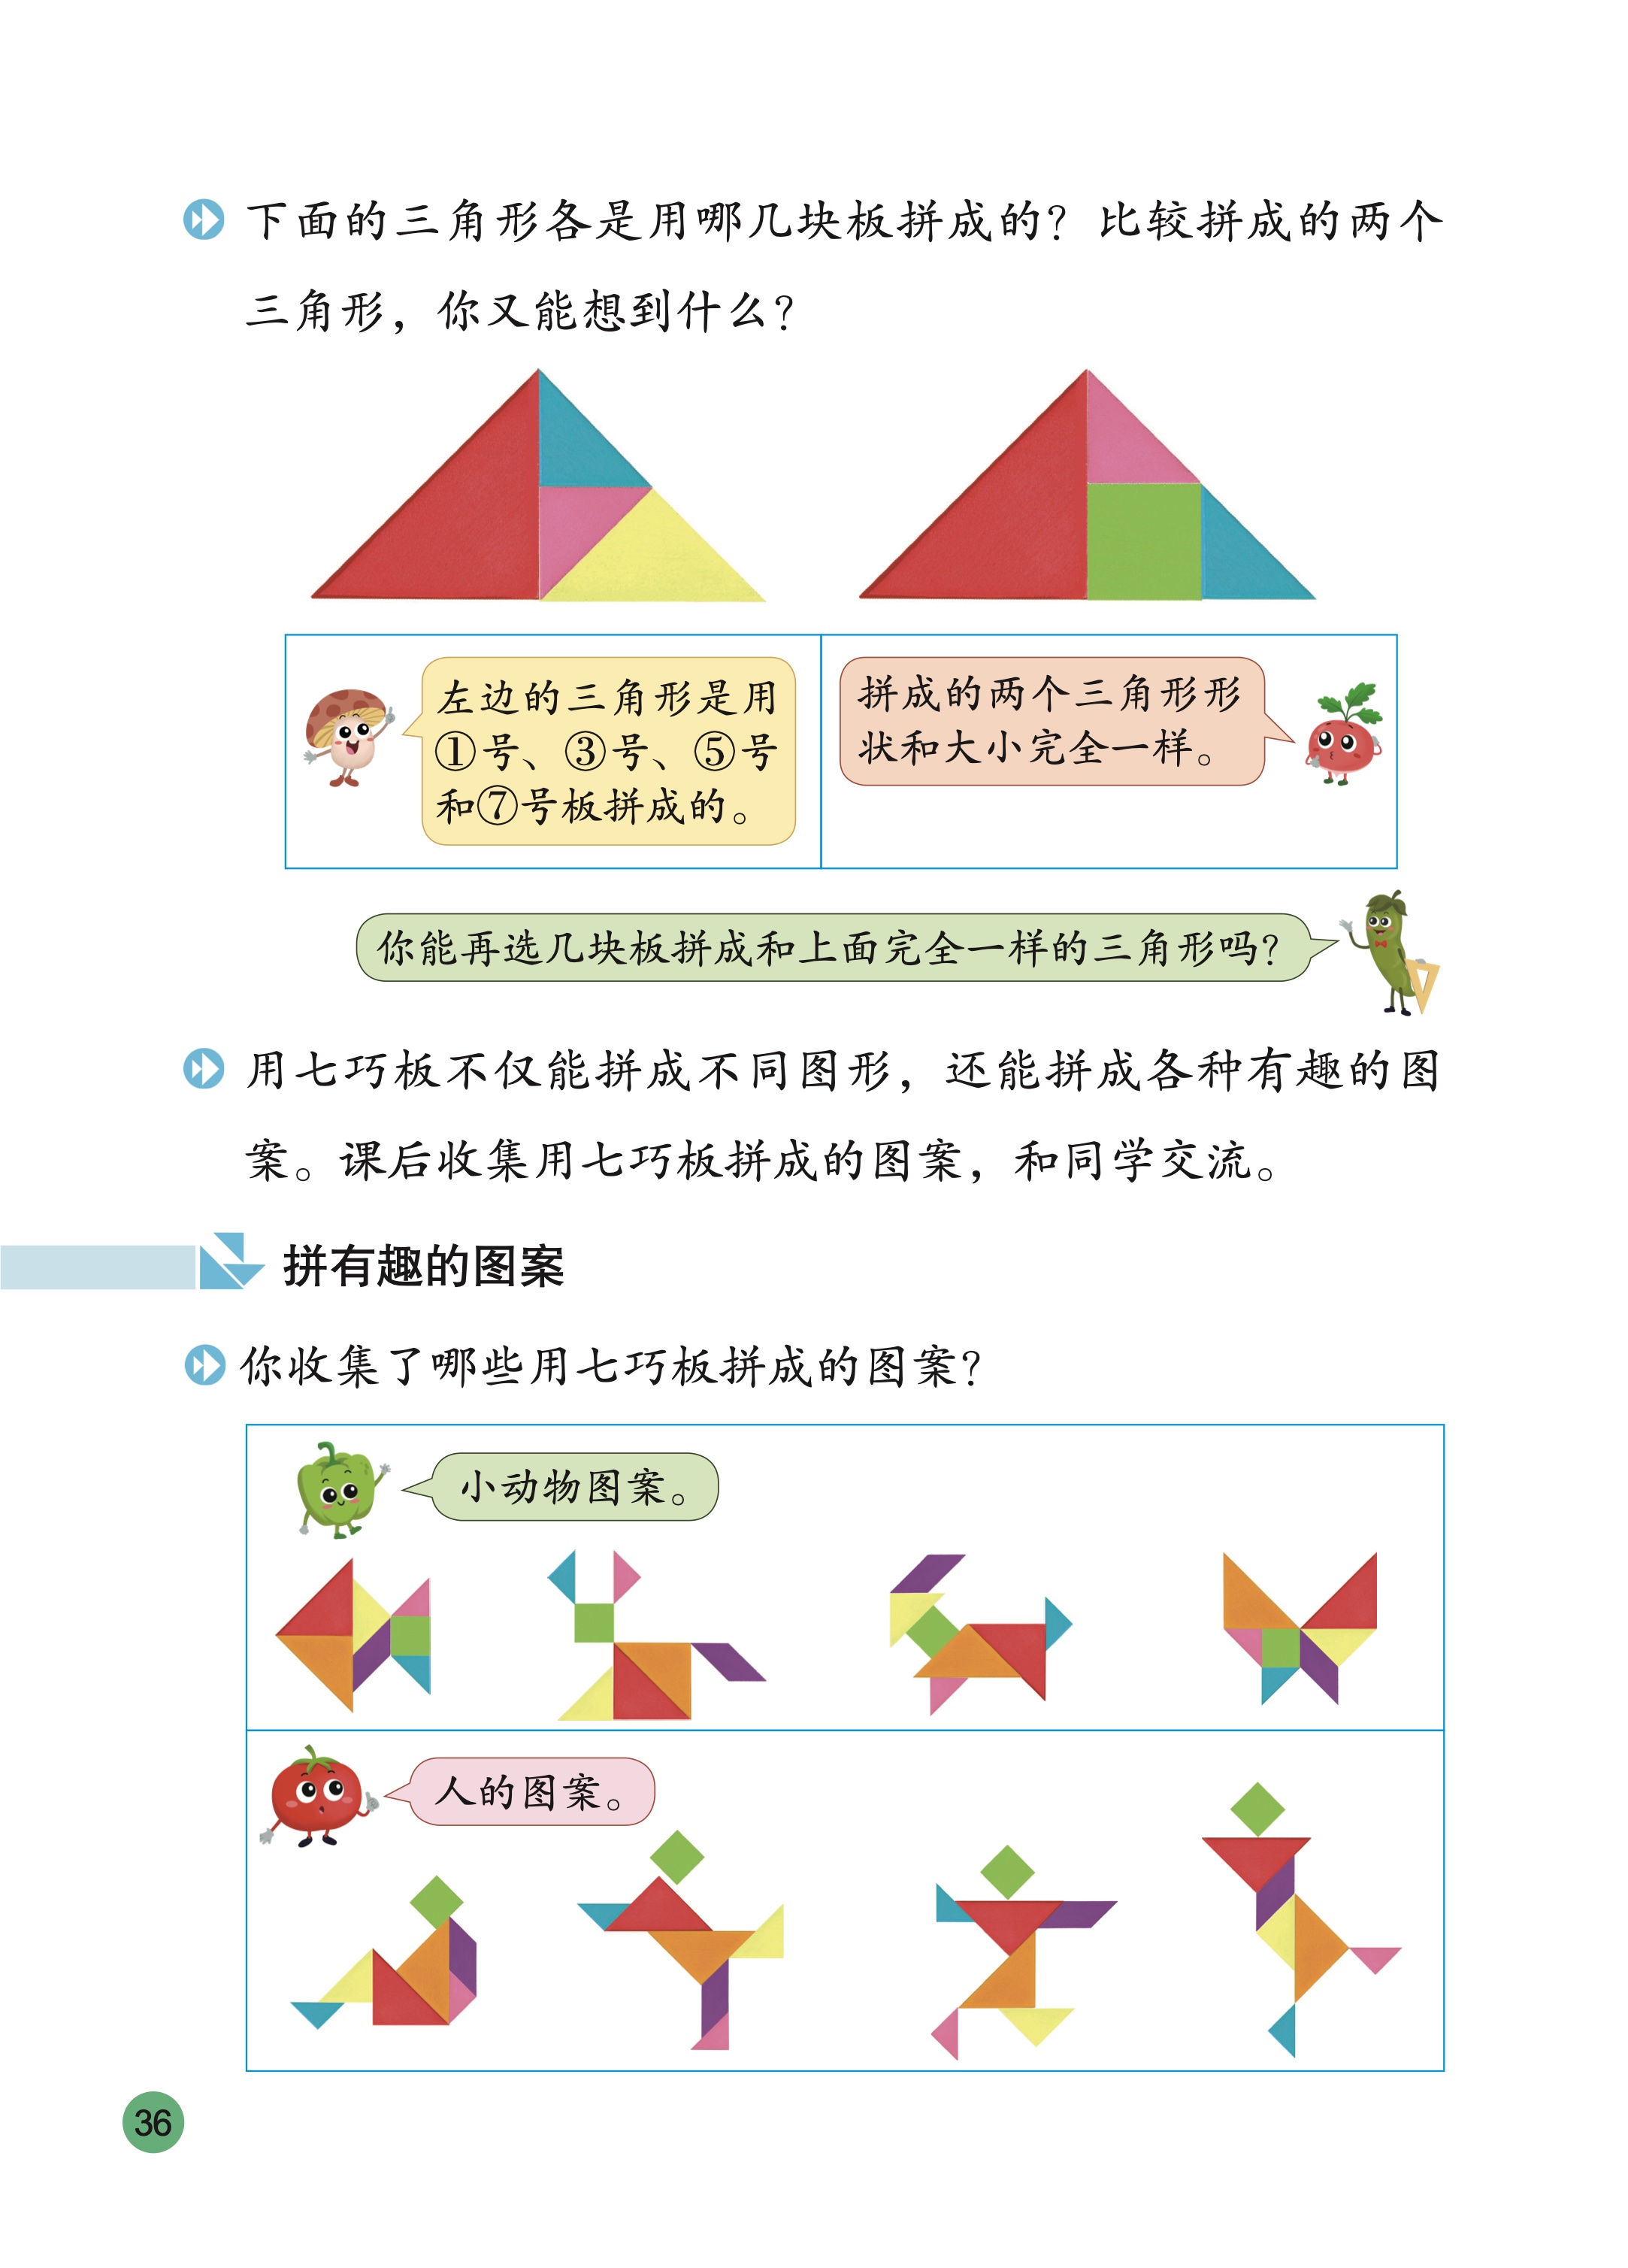 下面的三角形各是用哪几块板拼成的？比较拼成的两个
三角形，你又能想到什么？
左边的三角形是用
①号、③号、⑤号
和⑦号板拼成的。
拼成的两个三角形形
状和大小完全一样。
你能再选几块板拼成和上面完全一样的三角形吗？
用七巧板不仅能拼成不同图形，还能拼成各种有趣的图
案。课后收集用七巧板拼成的图案，和同学交流。
拼有趣的图案
你收集了哪些用七巧板拼成的图案？
小动物图案。
人的图案。
36